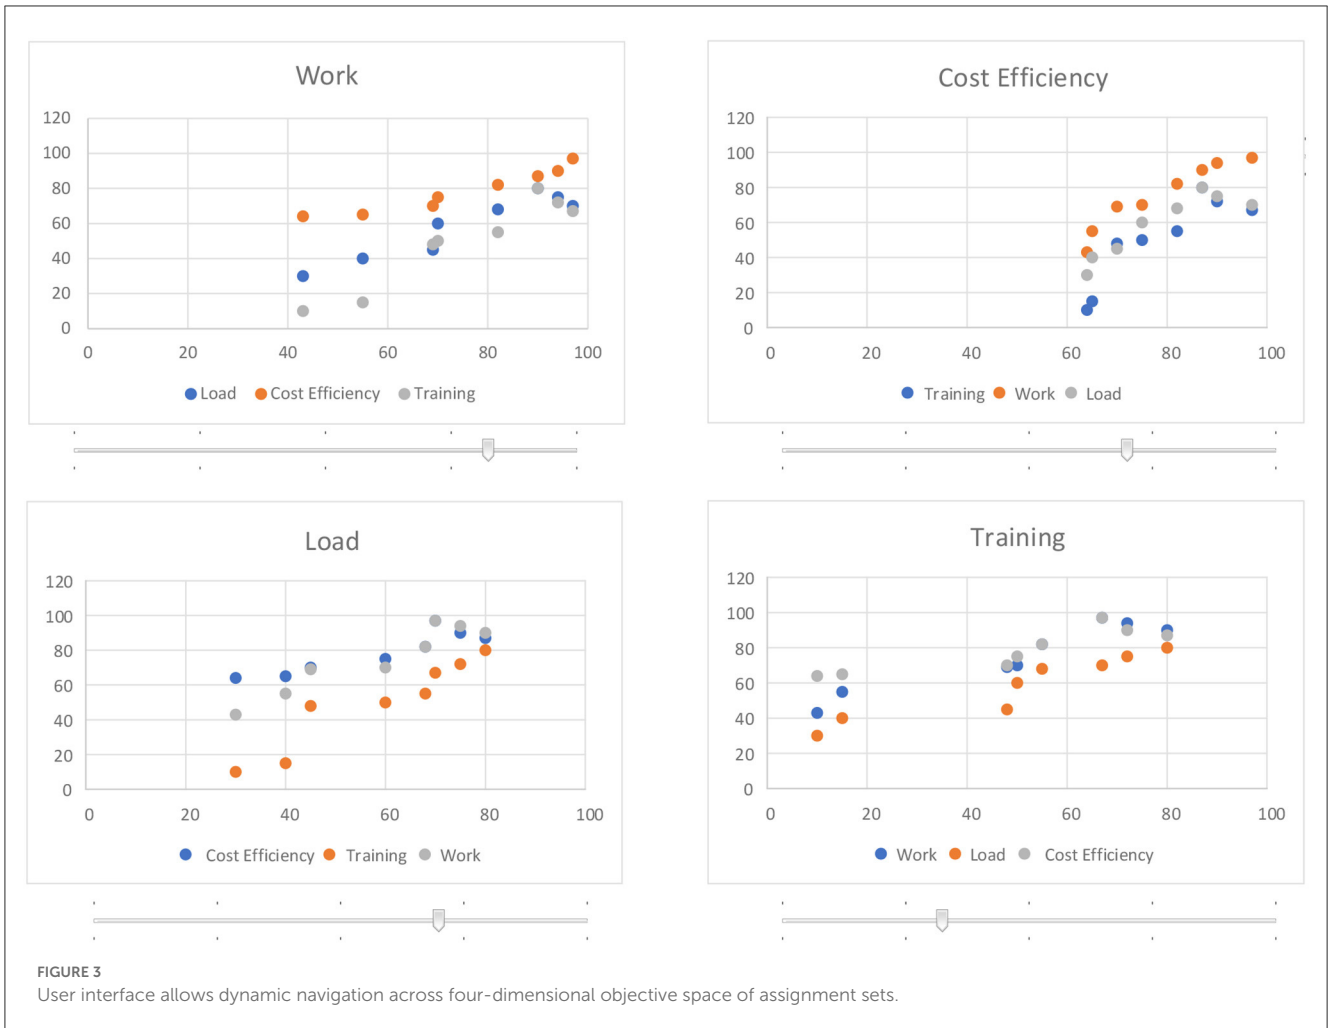 Work
120
100
80
60
40
20
0
0 20 40 60 80 100
Load Cost Efficiency Training
Cost Efficiency
120
100
80
60
40
20
0
0 20 40 60 80 100
Training Work Load
Load
120
100
80
60
40
20
0
0 20 40 60 80 100
Cost Efficiency Training Work
Training
120
100
80
60
40
20
0
0 20 40 60 80 100
Work Load Cost Efficiency
FIGURE 3
User interface allows dynamic navigation across four-dimensional objective space of assignment sets.